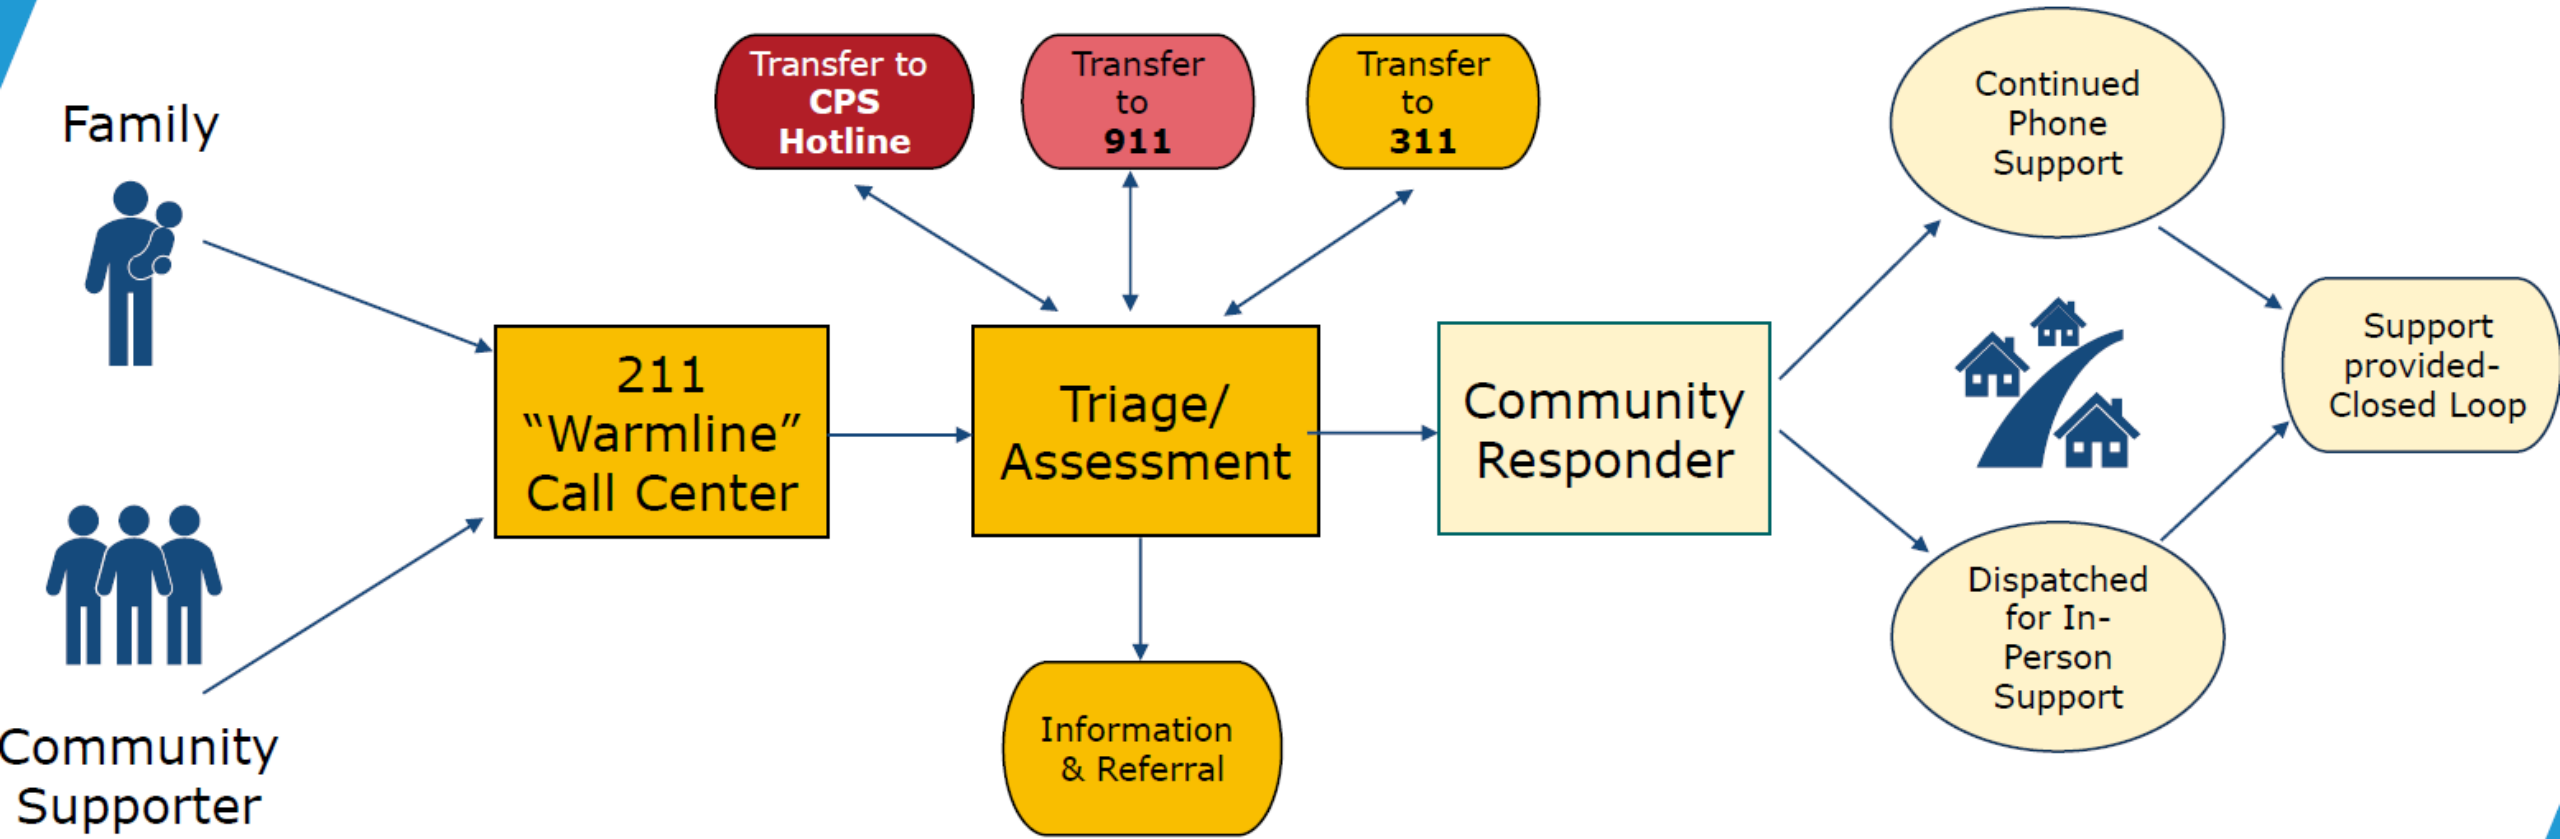 Family
Community
Supporter
211
“Warmline”
Call Center
Transfer to
CPS
Hotline
Transfer
to
911
Transfer
to
311
Triage/
Assessment
Information
& Referral
Community
Responder
Continued
Phone
Support
Dispatched
for In-
Person
Support
Support
provided-
Closed Loop